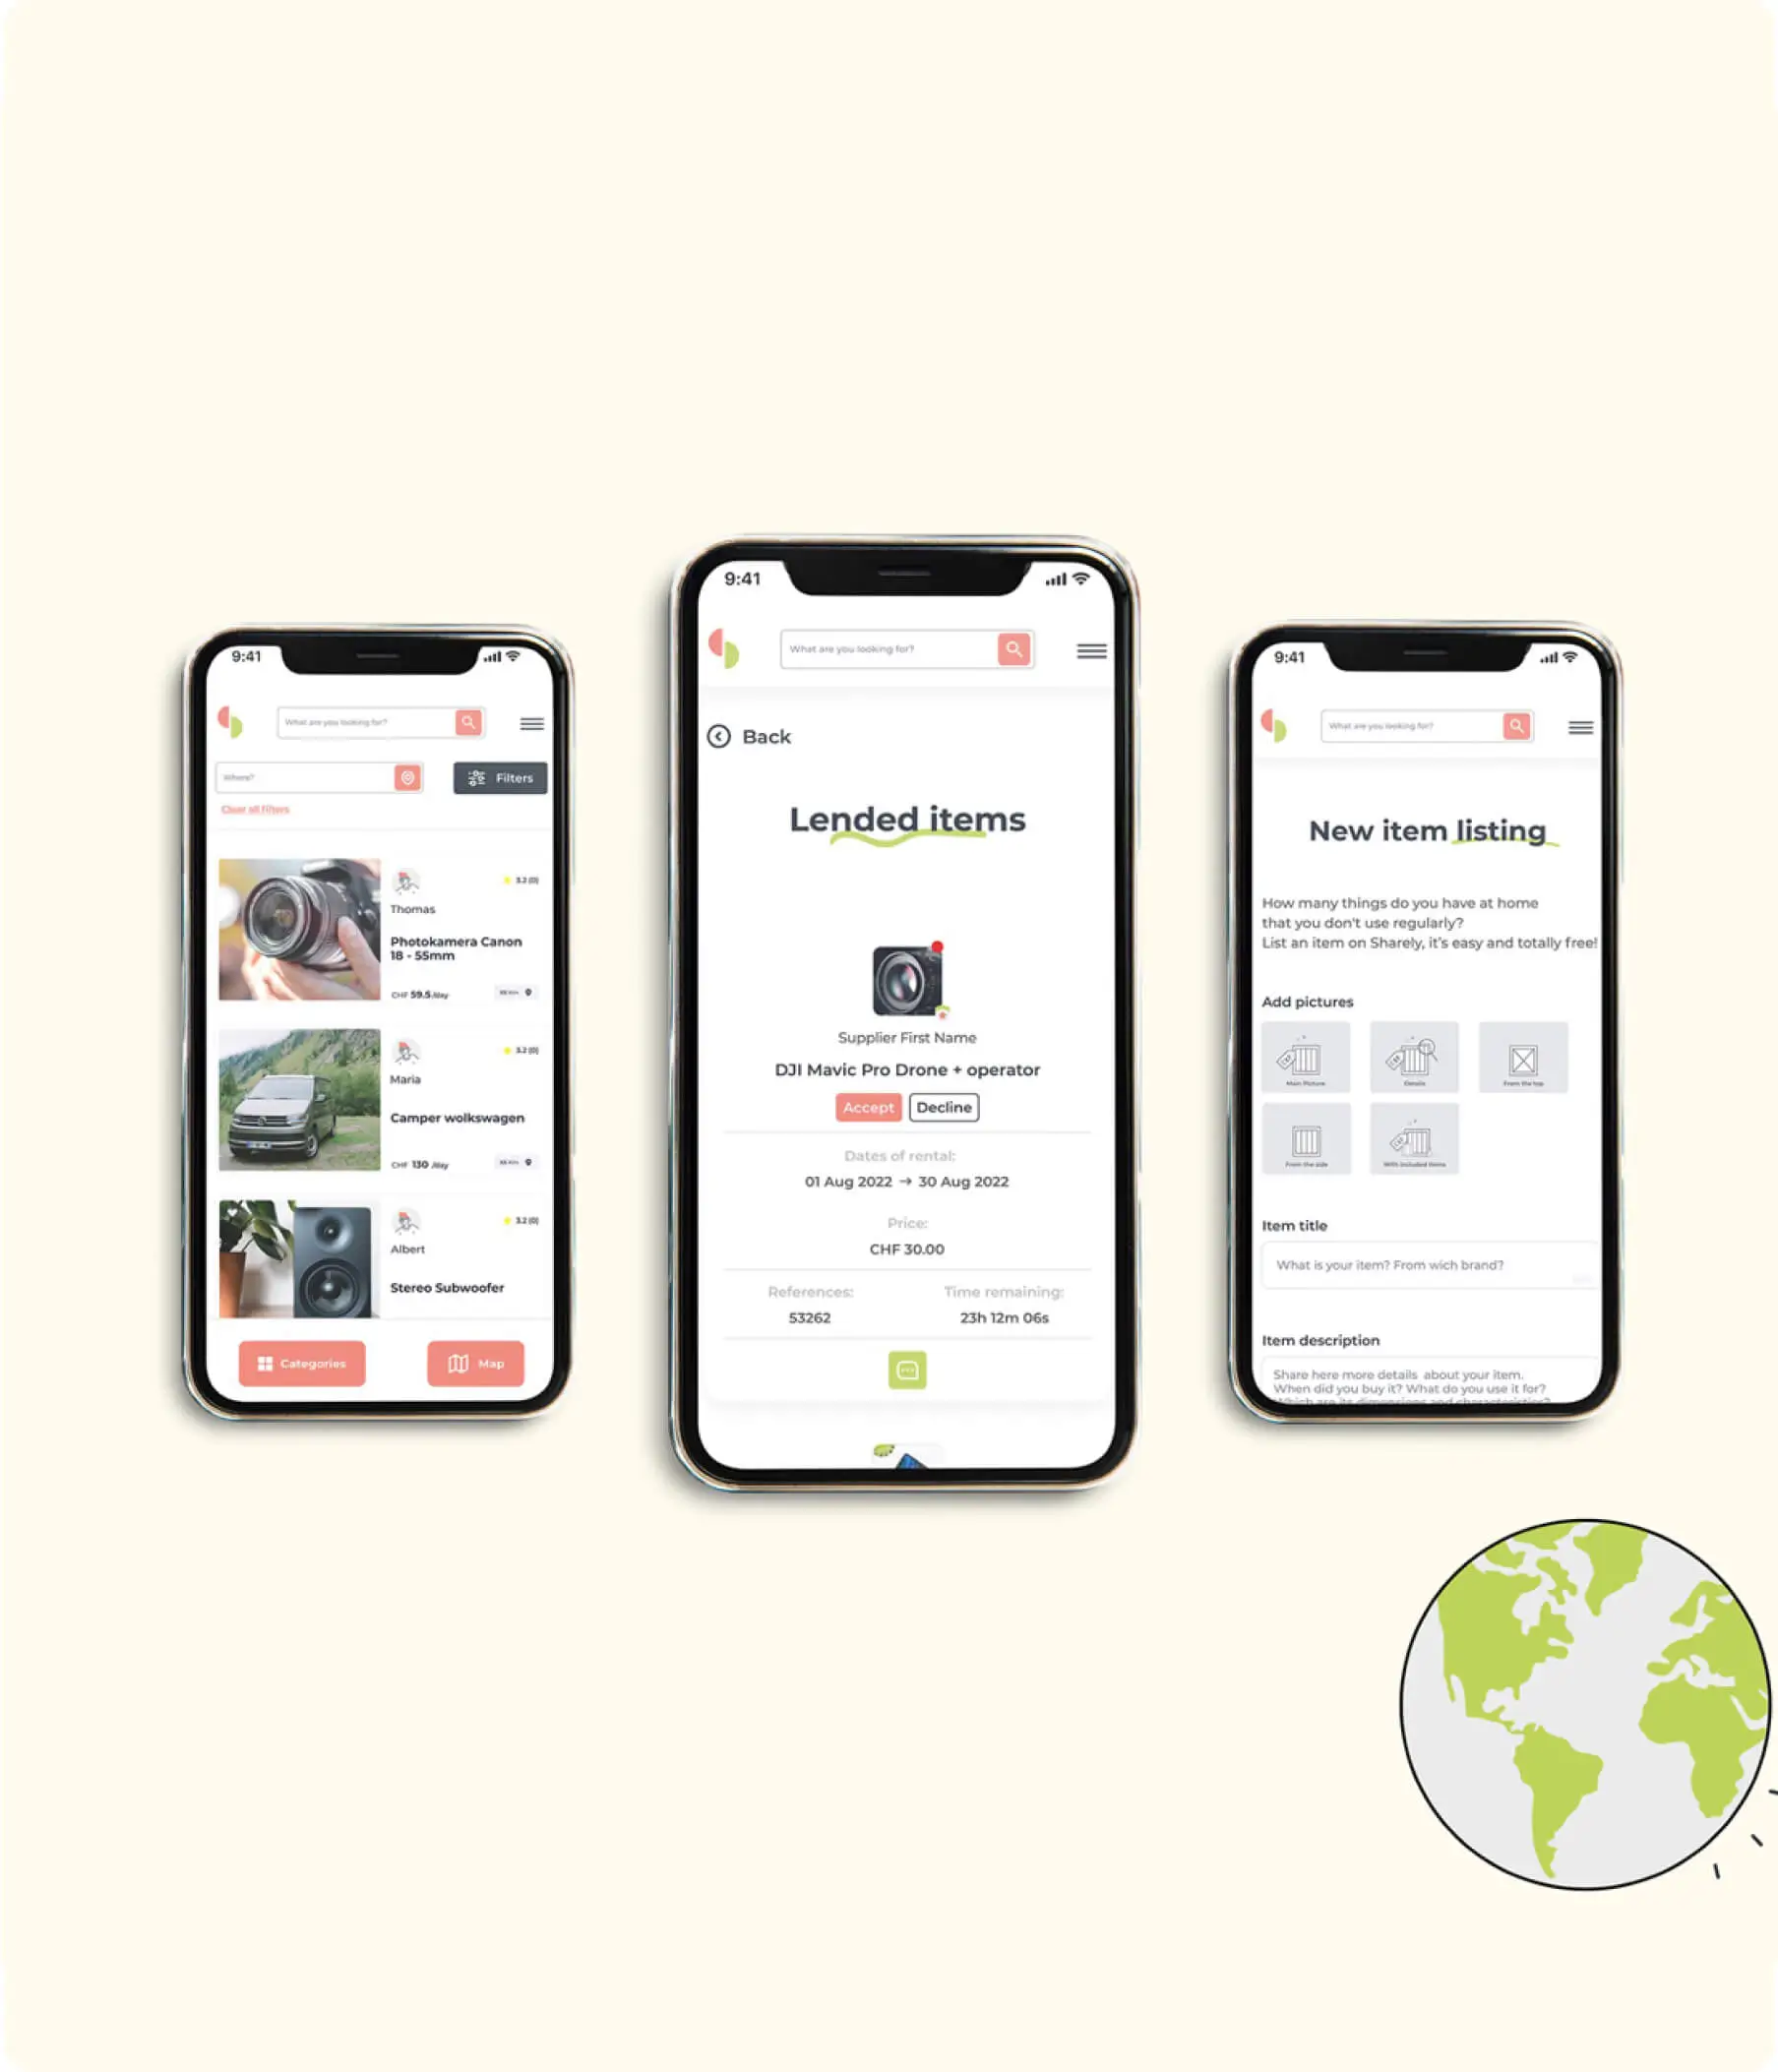 9:41
What are you looking for?
Where?
Filters
Clear all filters
Thomas
3.2 (0)
Photokamera Canon
18 - 55mm
CHF 59.5 /day
Maria
3.2 (0)
Camper wolkswagen
CHF 130 /day
Albert
3.2 (0)
Stereo Subwoofer
Categories
Map
9:41
What are you looking for?
Back
Lended items
Supplier First Name
DJI Mavic Pro Drone + operator
Accept
Decline
Dates of rental:
01 Aug 2022 → 30 Aug 2022
Price:
CHF 30.00
References:
Time remaining:
53262
23h 12m 06s
9:41
What are you looking for?
New item listing
How many things do you have at home
that you don't use regularly?
List an item on Sharely, it's easy and totally free!
Add pictures
Main Picture
Details
From the top
From the side
With included items
Item title
What is your item? From wich brand?
Item description
Share here more details about your item.
When did you buy it? What do you use it for?
Which are its dimensions and characteristics?